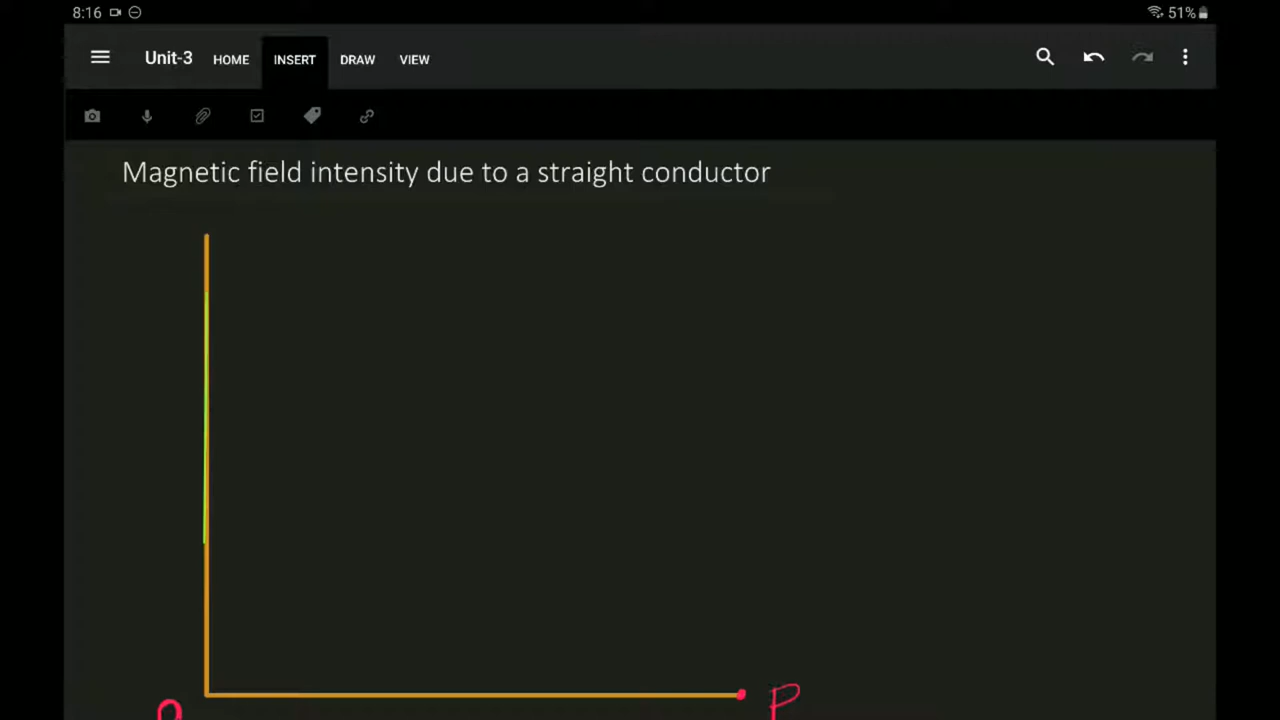 8:16 51%
Unit-3 HOME INSERT DRAW VIEW
Magnetic field intensity due to a straight conductor
O P